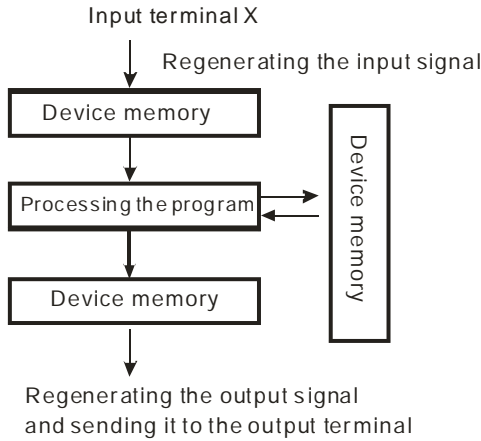 Input terminal X
Regenerating the input signal
Device memory
Processing the program
Device memory
Device memory
Regenerating the output signal
and sending it to the output terminal